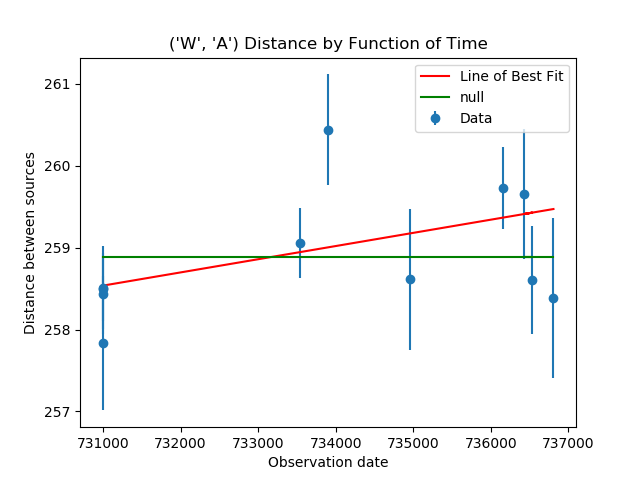 ('W', 'A') Distance by Function of Time
Distance between sources
261
260
259
258
257
Line of Best Fit
null
Data
731000 732000 733000 734000 735000 736000 737000
Observation date